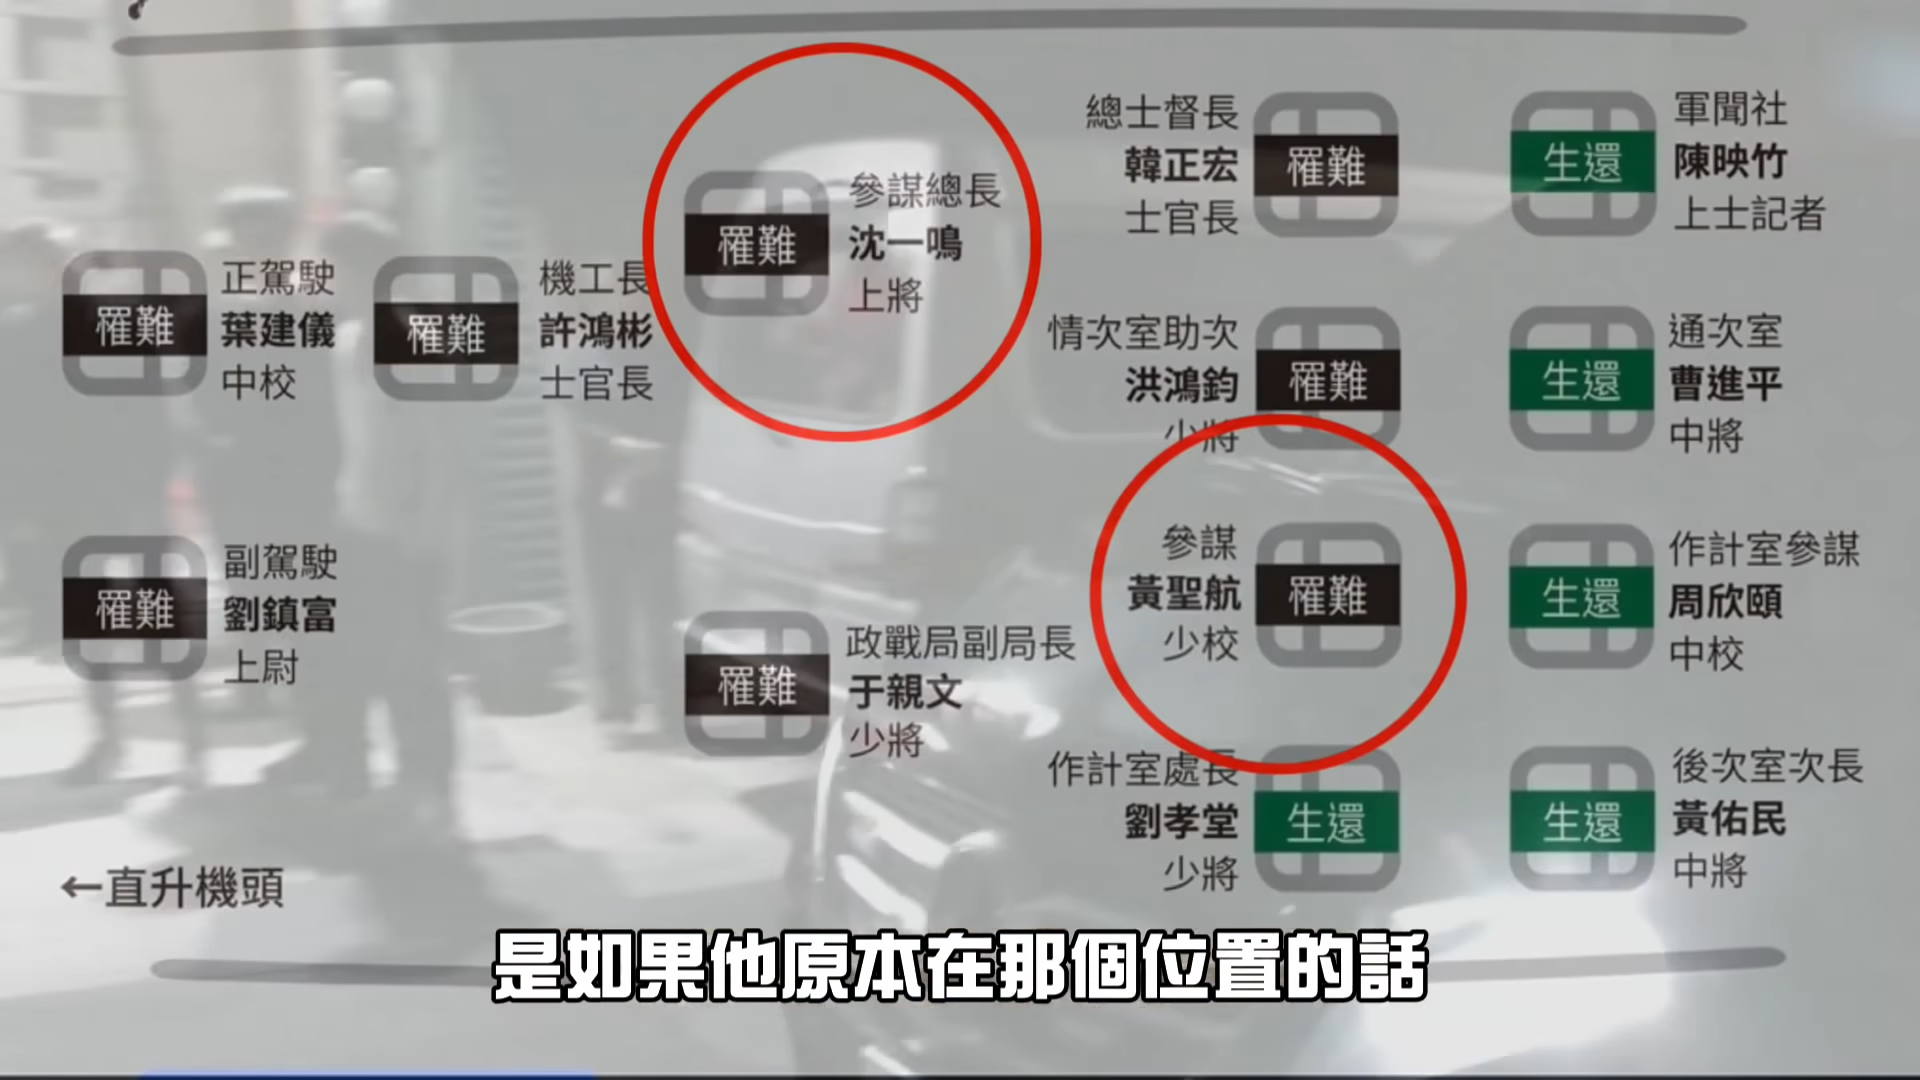 正駕駛
葉建儀
中校
罹難
機工長
許鴻彬
士官長
罹難
參謀總長
沈一鳴
上將
罹難
總士督長
韓正宏
士官長
罹難
軍聞社
陳映竹
上士記者
生還
情次室助次
洪鴻鈞
少將
罹難
通次室
曹進平
中將
生還
副駕駛
劉鎮富
上尉
罹難
政戰局副局長
于親文
少將
罹難
參謀
黃聖航
少校
罹難
作計室參謀
周欣頤
中校
生還
作計室處長
劉孝堂
少將
生還
後次室次長
黃佑民
中將
生還
←直升機頭
是如果他原本在那個位置的話